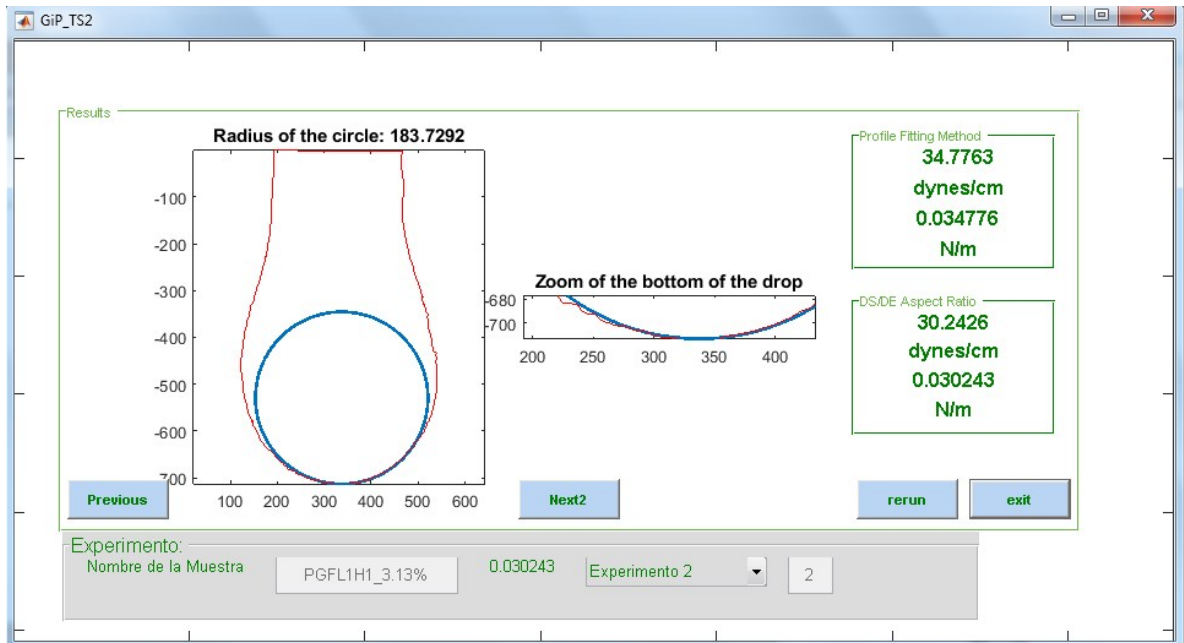 GiP_TS2
Results
Radius of the circle: 183.7292
-100
-200
-300
-400
-500
-600
700
100 200 300 400 500 600
Zoom of the bottom of the drop
-680
-700
200 250 300 350 400
Profile Fitting Method
34.7763
dynes/cm
0.034776
N/m
DS/DE Aspect Ratio
30.2426
dynes/cm
0.030243
N/m
Previous
Next2
rerun
exit
Experimento:
Nombre de la Muestra
PGFL1H1_3.13%
0.030243
Experimento 2
2